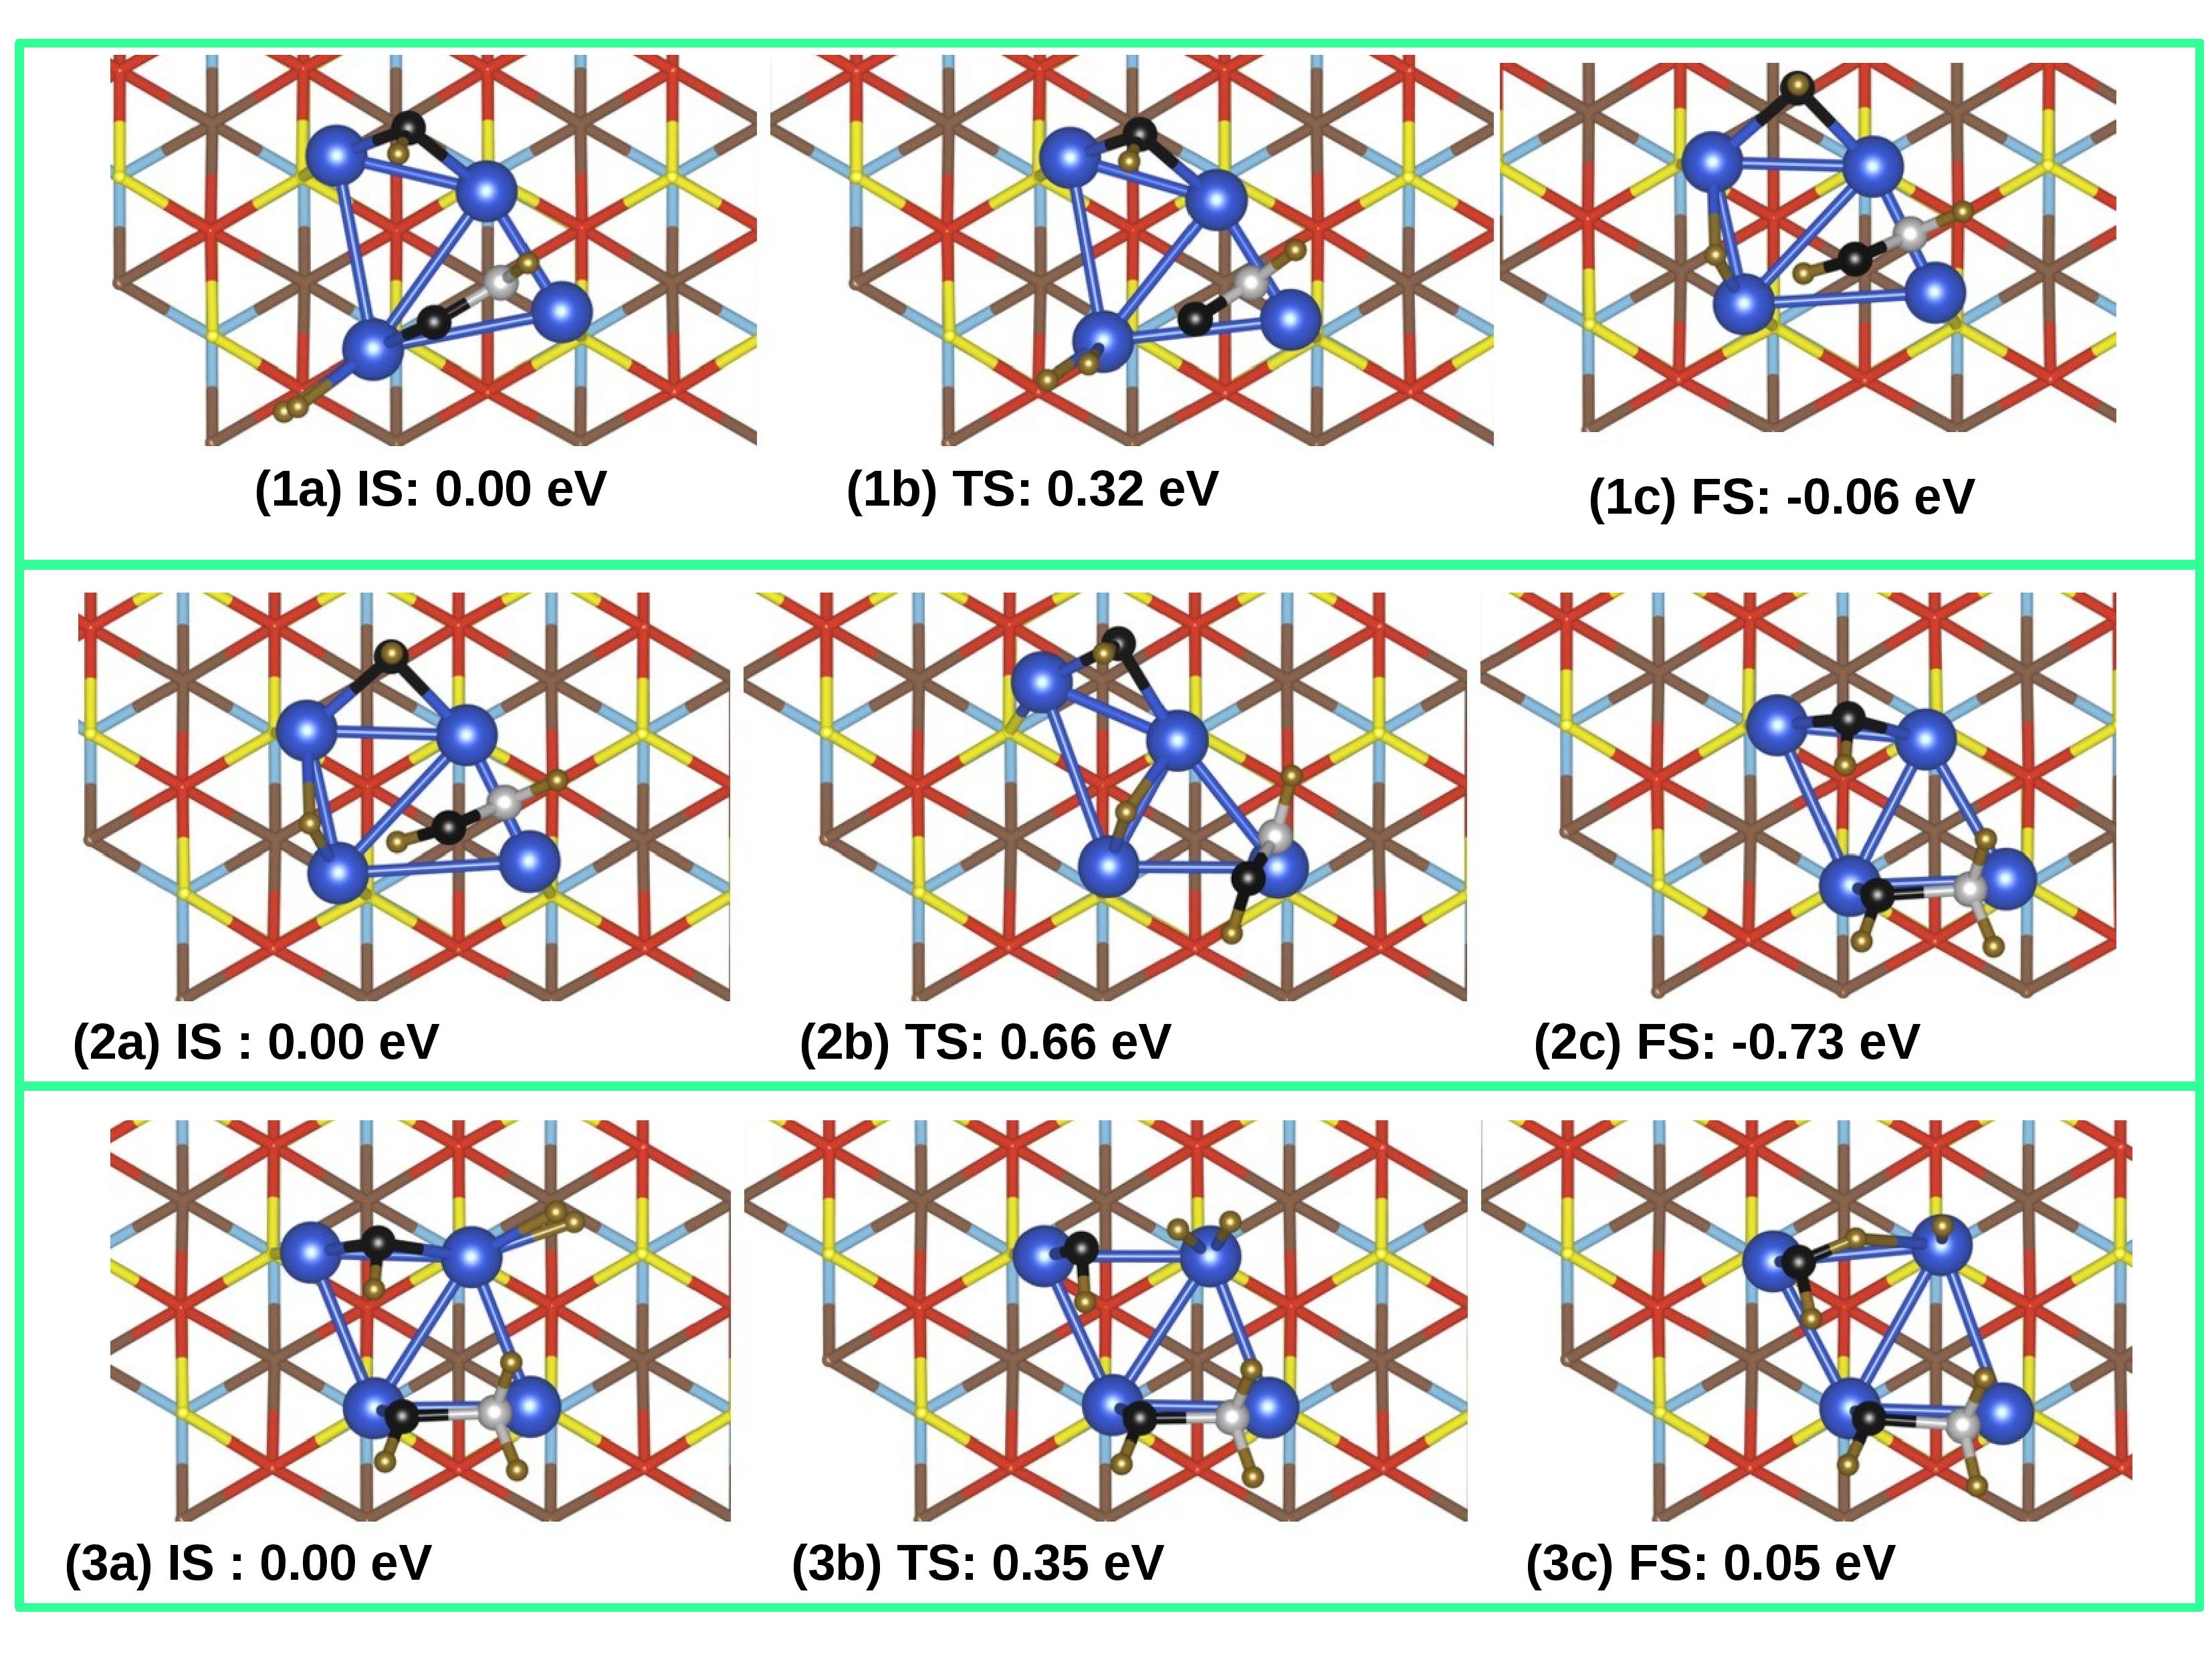 (1a) IS: 0.00 eV
(1b) TS: 0.32 eV
(1c) FS: -0.06 eV
(2a) IS : 0.00 eV
(2b) TS: 0.66 eV
(2c) FS: -0.73 eV
(3a) IS : 0.00 eV
(3b) TS: 0.35 eV
(3c) FS: 0.05 eV